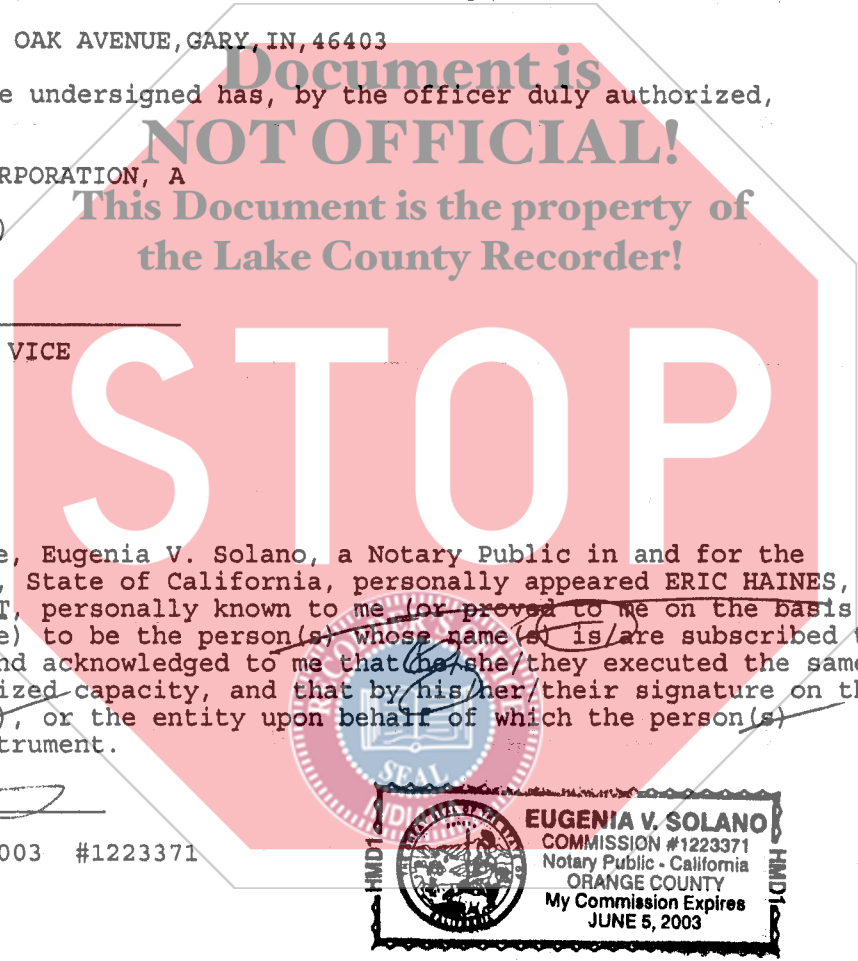 OAK AVENUE,GARY,IN,46403
Document is
e undersigned has, by the officer duly authorized,
NOT OFFICIAL!
RPORATION, A
This Document is the property of
the Lake County Recorder!
VICE
STOP
e, Eugenia V. Solano, a Notary Public in and for the
, State of California, personally appeared ERIC HAINES,
T, personally known to me (or proved to me on the basis
e) to be the person(s) whose name(s) is/are subscribed t
nd acknowledged to me that he/she/they executed the same
ized capacity, and that by his/her/their signature on th
), or the entity upon behalf of which the person(s)
trument.
SEAL
EUGENIA V. SOLANO
COMMISSION #1223371
Notary Public - California
ORANGE COUNTY
My Commission Expires
JUNE 5, 2003
HMD1
HMD1
003 #1223371